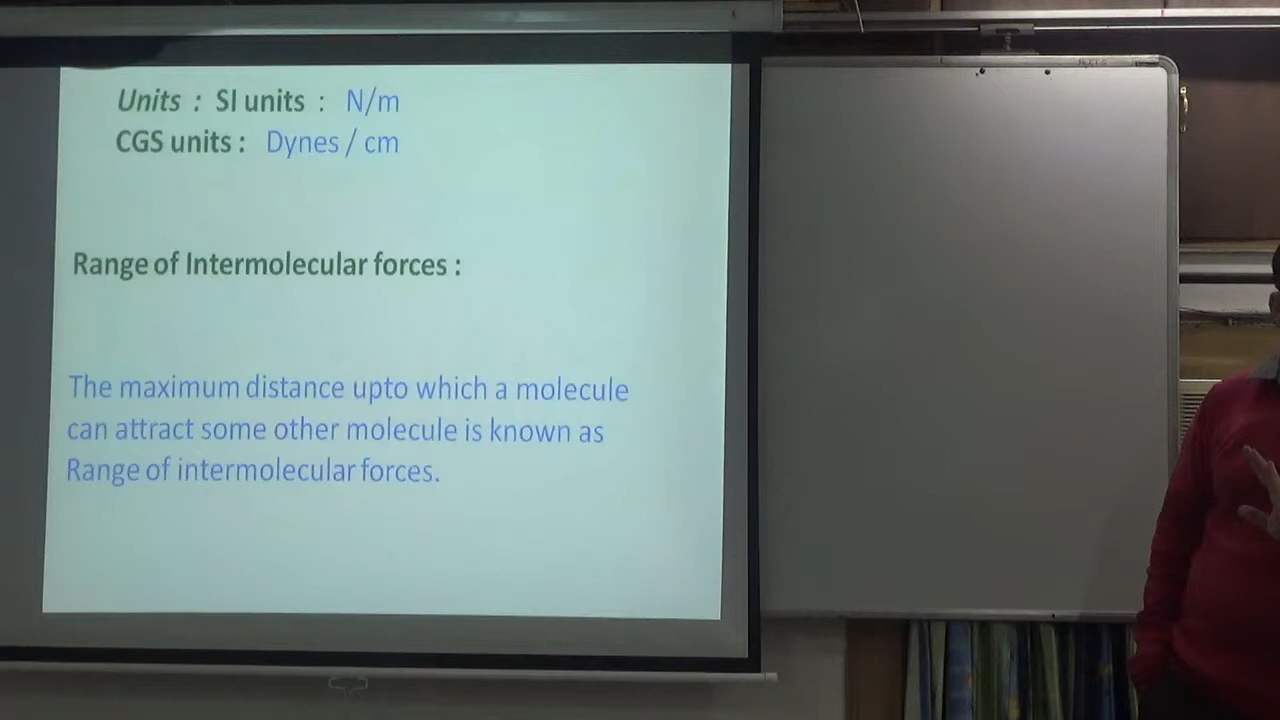 Units : SI units : N/m
CGS units : Dynes / cm
Range of Intermolecular forces :
The maximum distance upto which a molecule
can attract some other molecule is known as
Range of intermolecular forces.